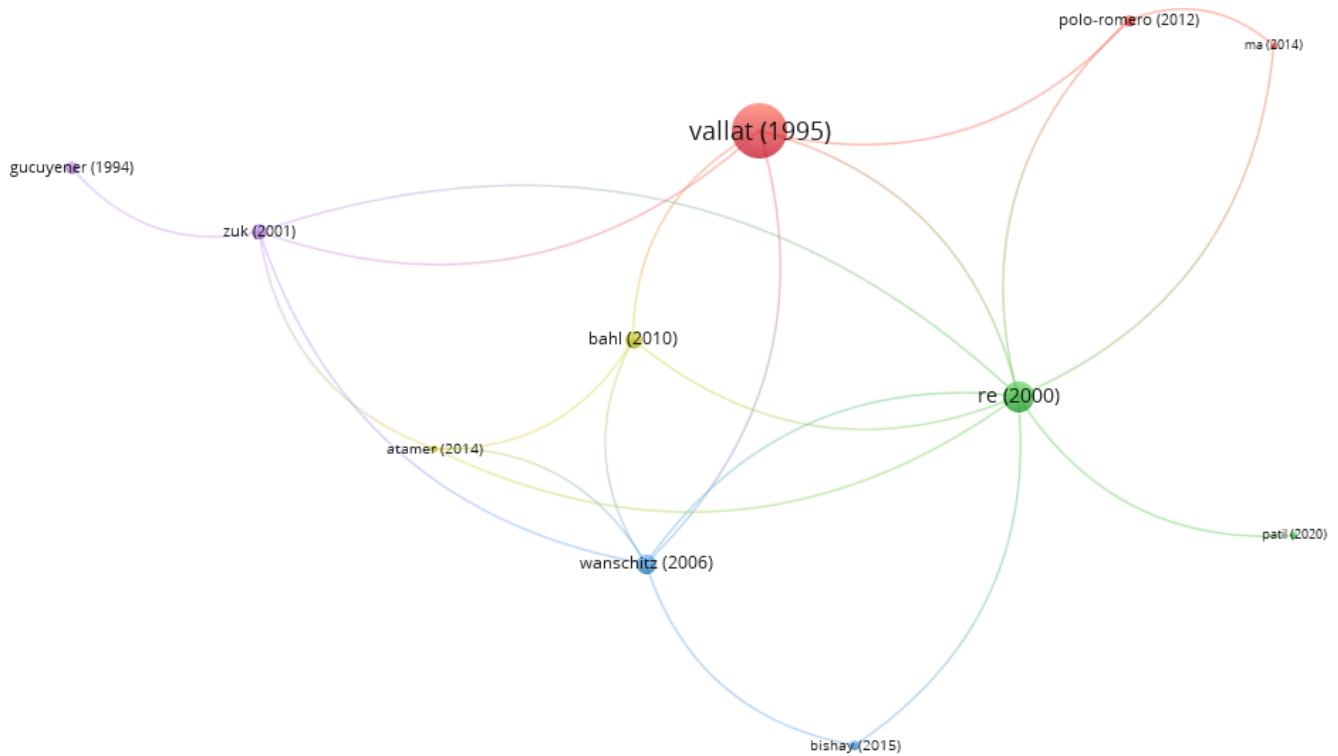 polo-romero (2012)
ma (2014)
vallat (1995)
gucuyener (1994)
zuk (2001)
bahl (2010)
re (2000)
atamer (2014)
patil (2020)
wanschitz (2006)
bishay (2015)